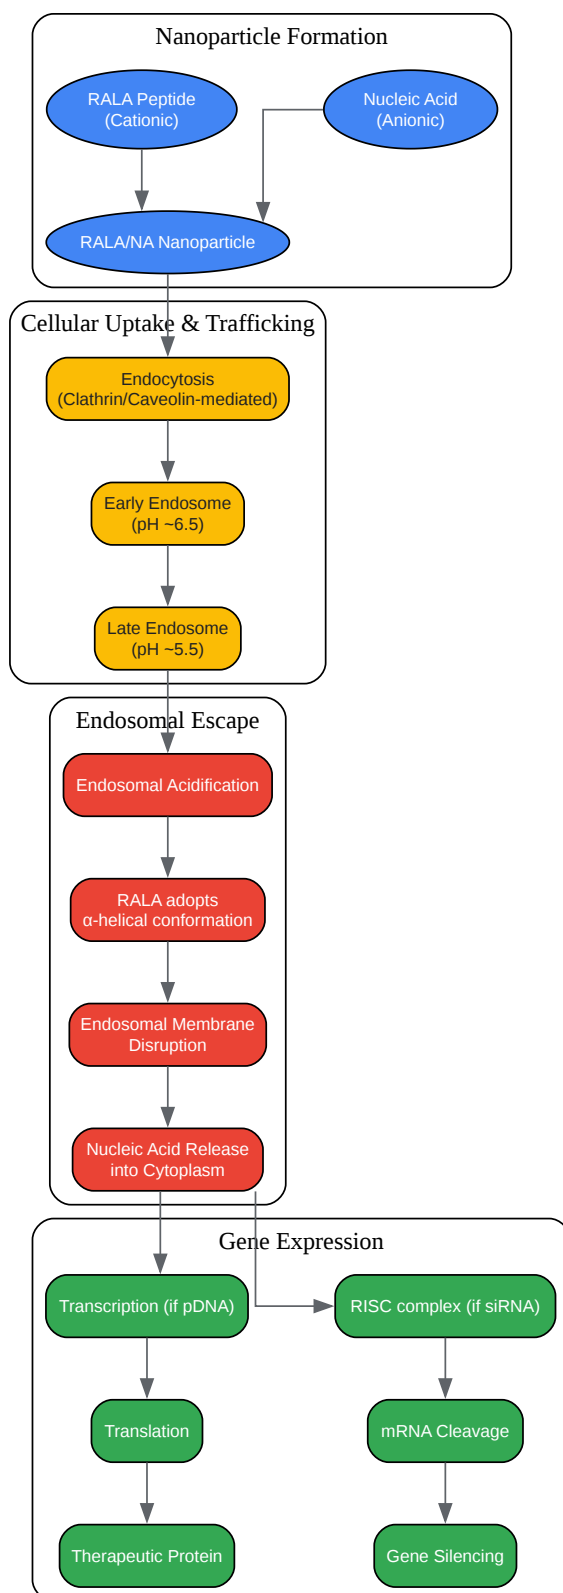 Nanoparticle Formation
RALA Peptide
(Cationic)
Nucleic Acid
(Anionic)
RALA/NA Nanoparticle
Cellular Uptake & Trafficking
Endocytosis
(Clathrin/Caveolin-mediated)
Early Endosome
(pH ~6.5)
Late Endosome
(pH ~5.5)
Endosomal Escape
Endosomal Acidification
RALA adopts
α-helical conformation
Endosomal Membrane
Disruption
Nucleic Acid Release
into Cytoplasm
Gene Expression
Transcription (if pDNA)
RISC complex (if siRNA)
Translation
mRNA Cleavage
Therapeutic Protein
Gene Silencing